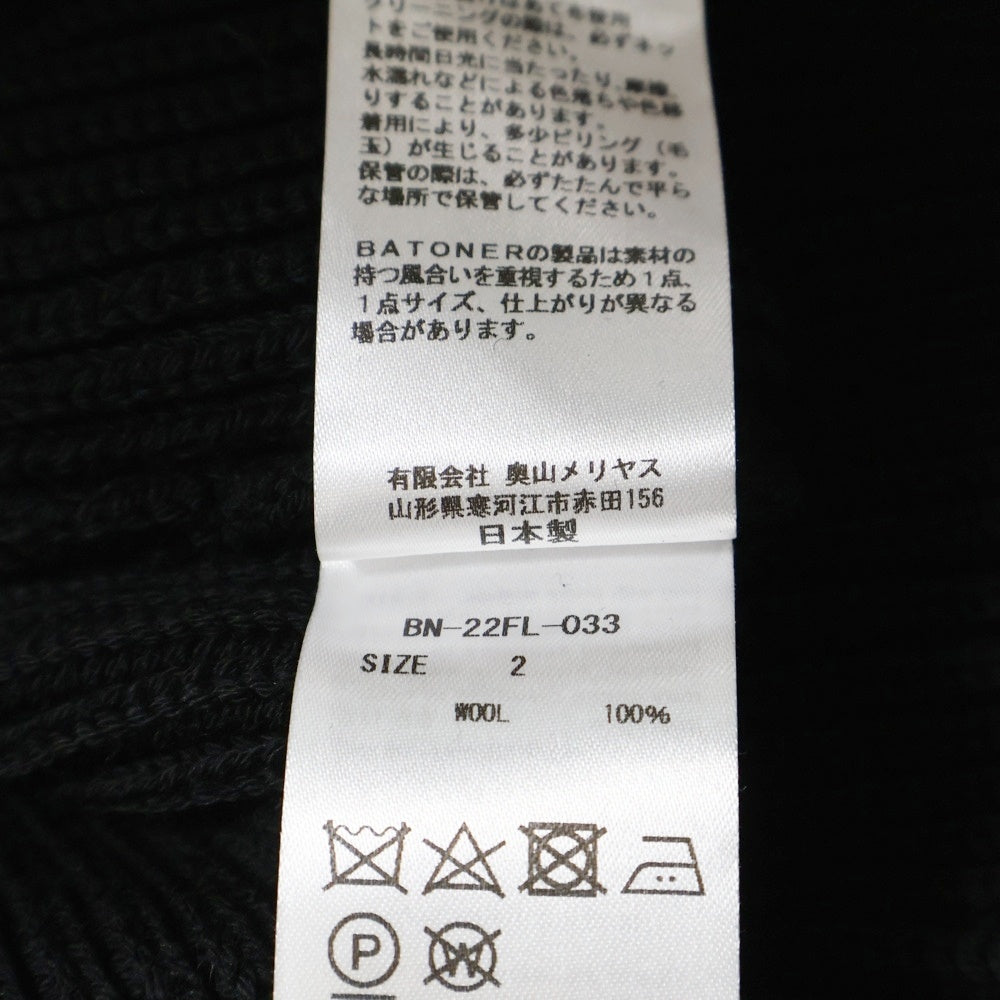 クリーニングの際は、必ずネッ
トをご使用ください。
長時間日光に当たったり、摩擦、
水濡れなどによる色落ちや色移
りすることがあります。
着用により、多少ピリング（毛
玉）が生じることがあります。
保管の際は、必ずたたんで平ら
な場所で保管してください。
BATONERの製品は素材の
持つ風合いを重視するため1点、
1点サイズ、仕上がりが異なる
場合があります。
有限会社 奥山メリヤス
山形県寒河江市赤田156
日本製
BN-22FL-033
SIZE 2
WOOL 100%
P
W